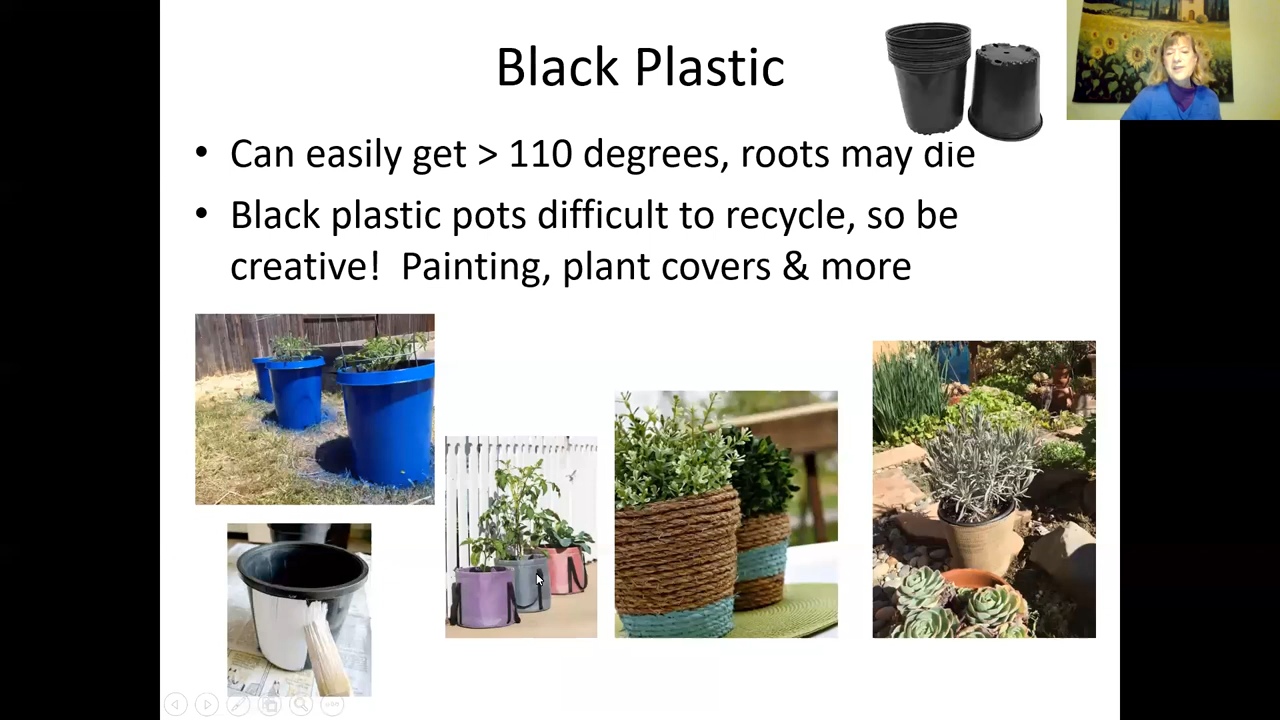 Black Plastic
• Can easily get > 110 degrees, roots may die
• Black plastic pots difficult to recycle, so be
creative!  Painting, plant covers & more